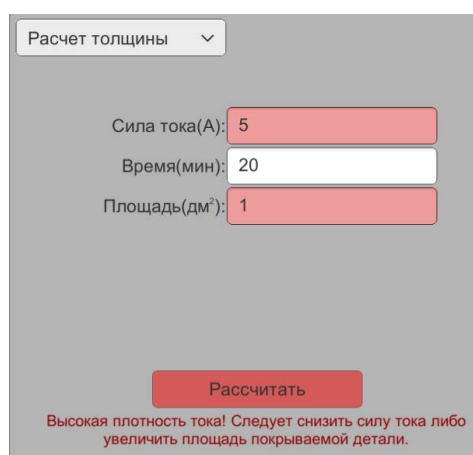 Расчет толщины
Сила тока(А): 5
Время(мин): 20
Площадь(дм²): 1
Рассчитать
Высокая плотность тока! Следует снизить силу тока либо
увеличить площадь покрываемой детали.